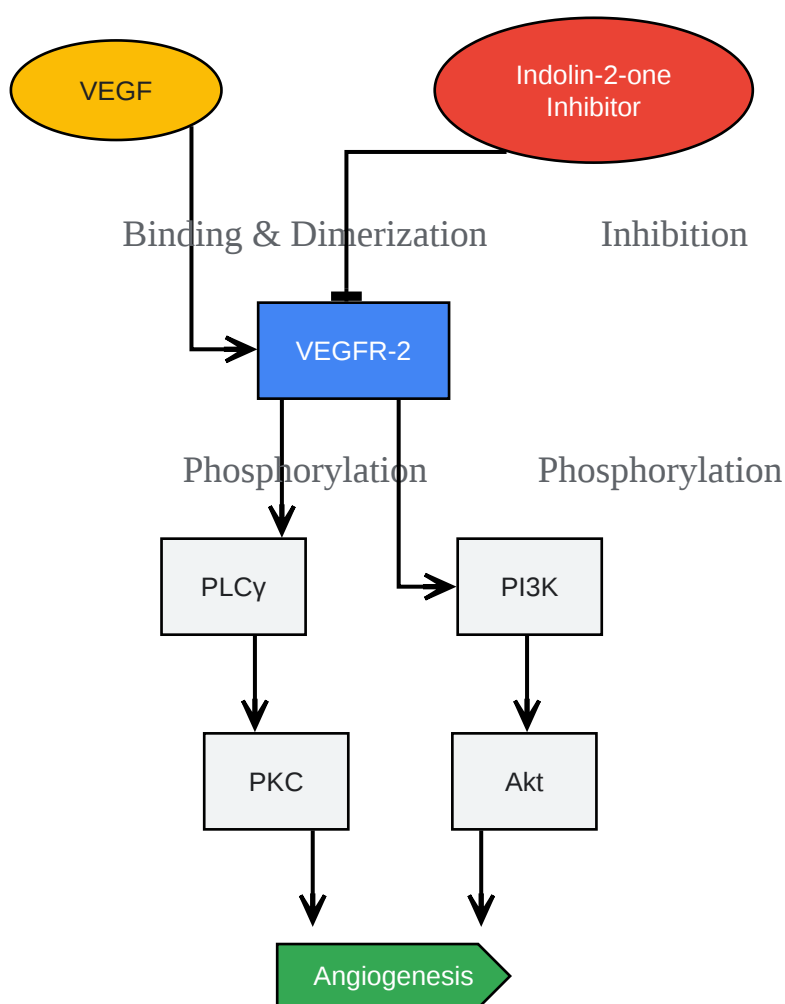 VEGF
Indolin-2-one
Inhibitor
Binding & Dimerization
Inhibition
VEGFR-2
Phosphorylation
Phosphorylation
PLCγ
PI3K
PKC
Akt
Angiogenesis